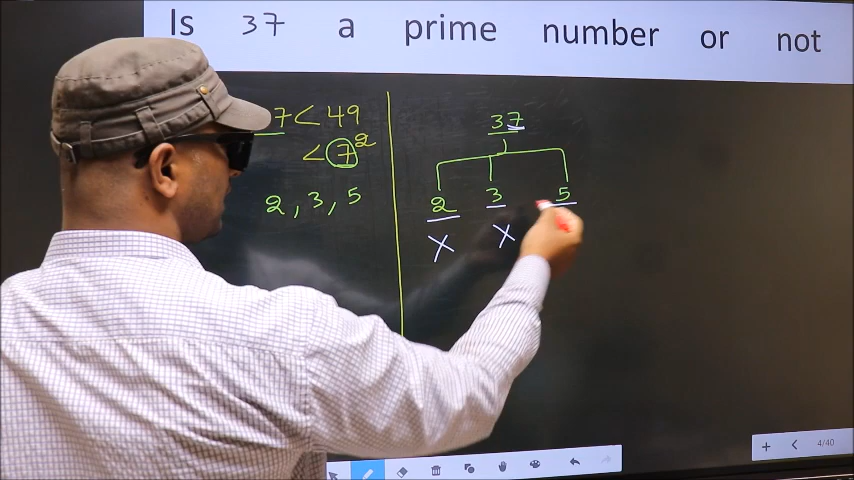 Is 37 a prime number or not
7 < 49
< 7²
2, 3, 5
37
2 3 5
X X
4/40